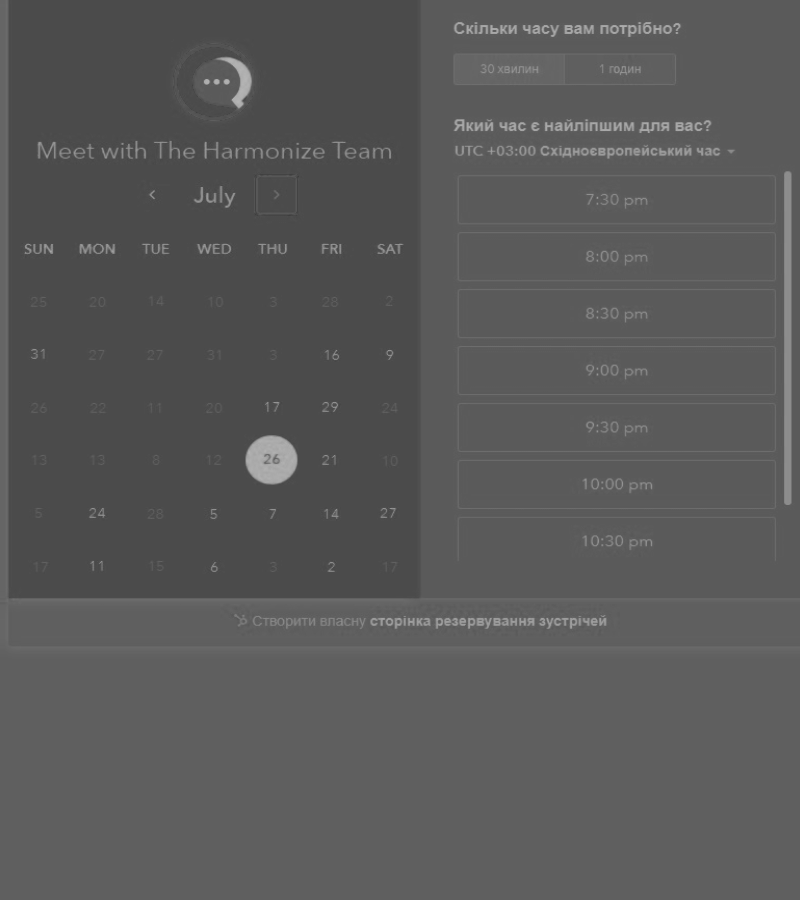 Meet with The Harmonize Team
July
SUN MON TUE WED THU FRI SAT
25 20 14 10 3 28 2
31 27 27 31 3 16 9
26 22 11 20 17 29 24
13 13 8 12 26 21 10
5 24 28 5 7 14 27
17 11 15 6 3 2 17
Скільки часу вам потрібно?
30 хвилин 1 годин
Який час є найліпшим для вас?
UTC +03:00 Східноєвропейський час
7:30 pm
8:00 pm
8:30 pm
9:00 pm
9:30 pm
10:00 pm
10:30 pm
Створити власну сторінка резервування зустрічей